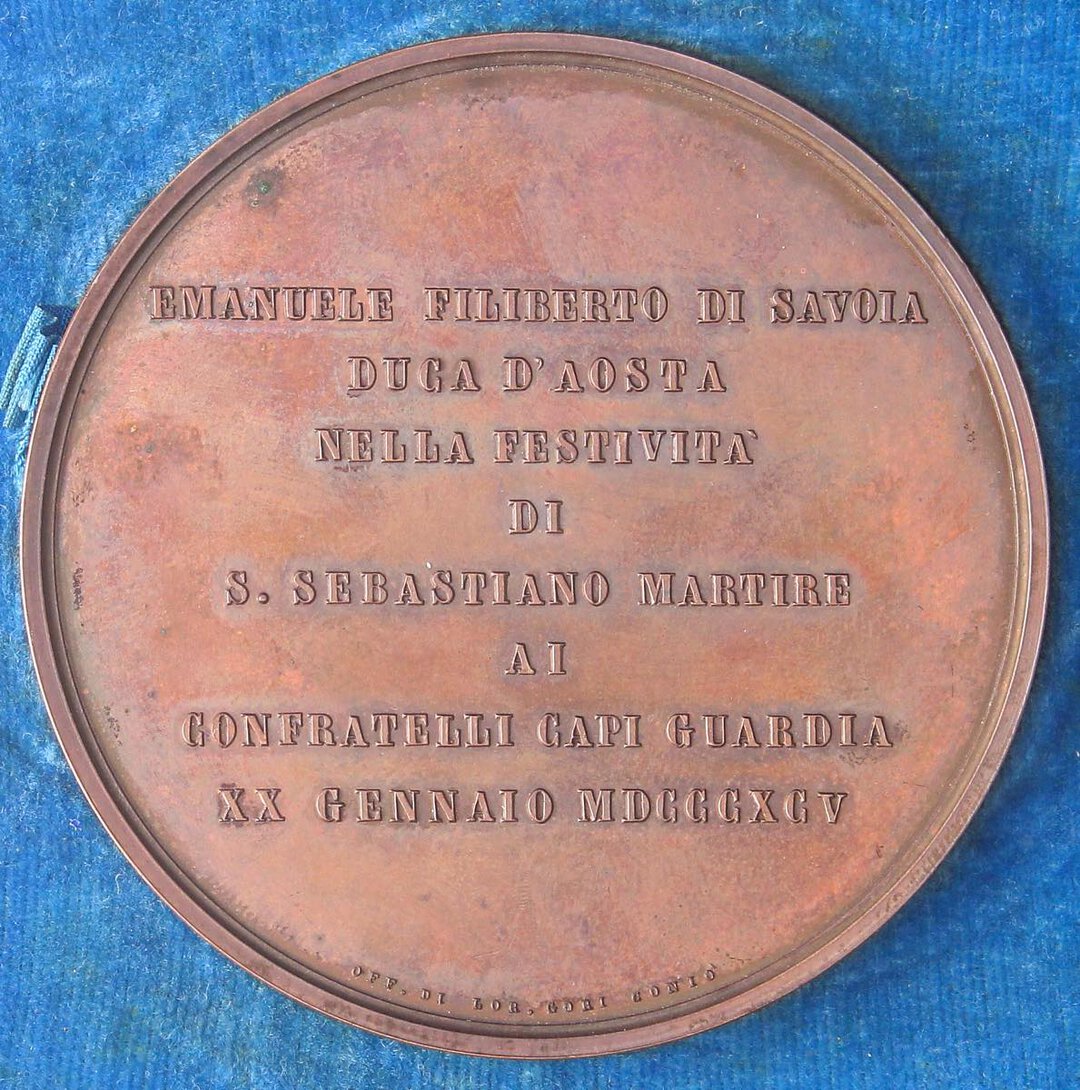 EMANUELE FILIBERTO DI SAVOIA
DUCA D'AOSTA
NELLA FESTIVITA`
DI
S. SEBASTIANO MARTIRE
AI
CONFRATELLI CAPI GUARDIA
XX GENNAIO MDCCCXCV
OFF. DI LOR. GORI CONIÒ